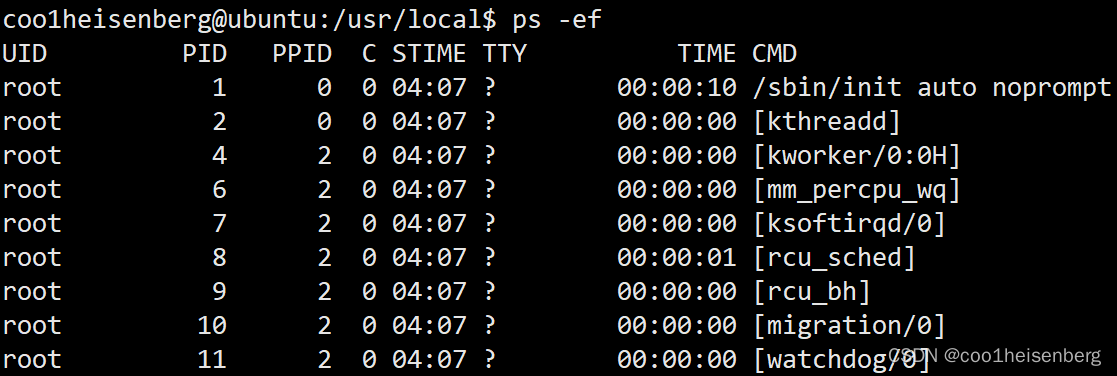 coo1heisenberg@ubuntu:/usr/local$ ps -ef
UID         PID   PPID  C STIME TTY          TIME CMD
root          1      0  0 04:07 ?        00:00:10 /sbin/init auto noprompt
root          2      0  0 04:07 ?        00:00:00 [kthreadd]
root          4      2  0 04:07 ?        00:00:00 [kworker/0:0H]
root          6      2  0 04:07 ?        00:00:00 [mm_percpu_wq]
root          7      2  0 04:07 ?        00:00:00 [ksoftirqd/0]
root          8      2  0 04:07 ?        00:00:01 [rcu_sched]
root          9      2  0 04:07 ?        00:00:00 [rcu_bh]
root         10      2  0 04:07 ?        00:00:00 [migration/0]
root         11      2  0 04:07 ?        00:00:00 [watchdog/0]
CSDN @coo1heisenberg